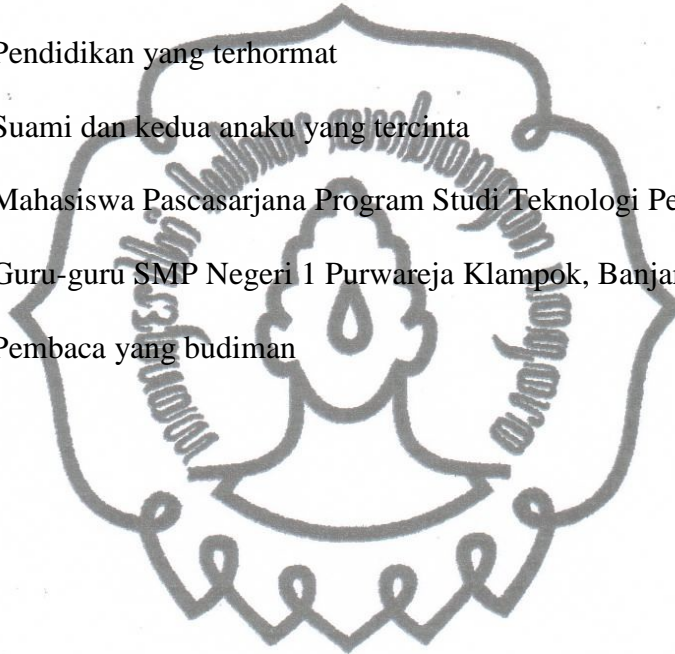 Pendidikan yang terhormat
Suami dan kedua anaku yang tercinta
Mahasiswa Pascasarjana Program Studi Teknologi Pe
Guru-guru SMP Negeri 1 Purwareja Klampok, Banjar
Pembaca yang budiman